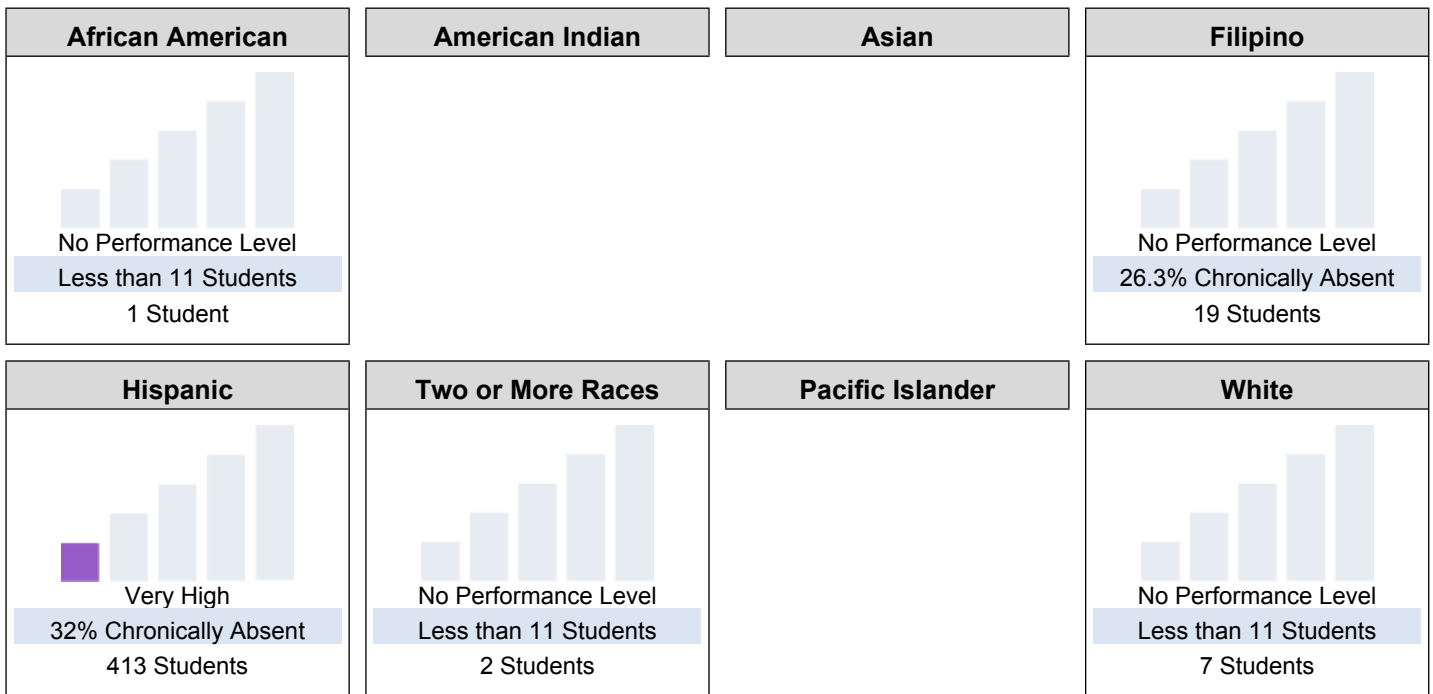 African American
No Performance Level
Less than 11 Students
1 Student
American Indian
Asian
Filipino
No Performance Level
26.3% Chronically Absent
19 Students
Hispanic
Very High
32% Chronically Absent
413 Students
Two or More Races
No Performance Level
Less than 11 Students
2 Students
Pacific Islander
White
No Performance Level
Less than 11 Students
7 Students